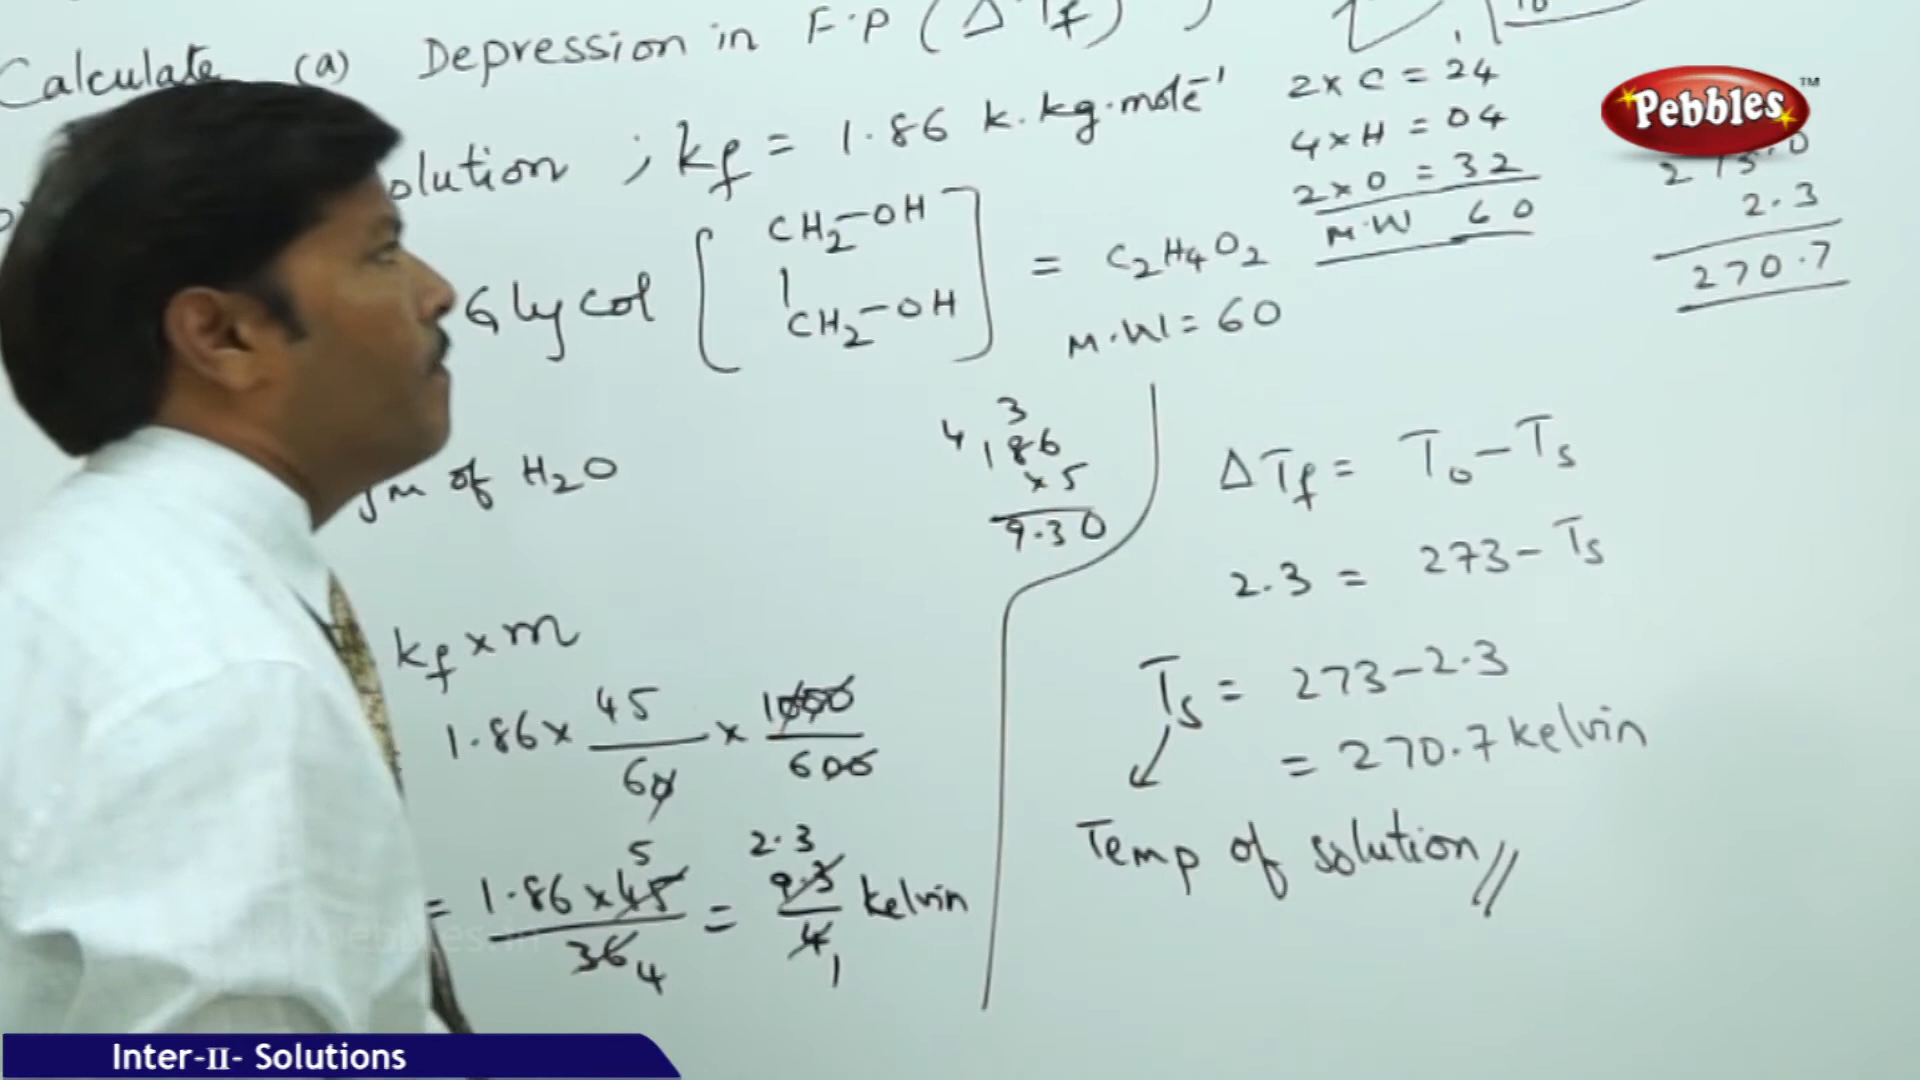 Calculate (a) Depression in F.P (ΔTf)
olution ; kf = 1.86 k.kg.mole⁻¹
Glycol [ CH2-OH
|
CH2-OH ] = C2H4O2
M.W = 60
2 x C = 24
4 x H = 04
2 x O = 32
M.W 60
Pebbles™
2.3
270.7
gm of H2O
4 3
186
x 5
9.30
kf x m
1.86 x 45/60 x 1000/600
= 1.86 x 45/36 = 9.3/4 kelvin
5
4
2.3
1
ΔTf = To - Ts
2.3 = 273 - Ts
Ts = 273 - 2.3
= 270.7 kelvin
Temp of solution //
Inter-II- Solutions